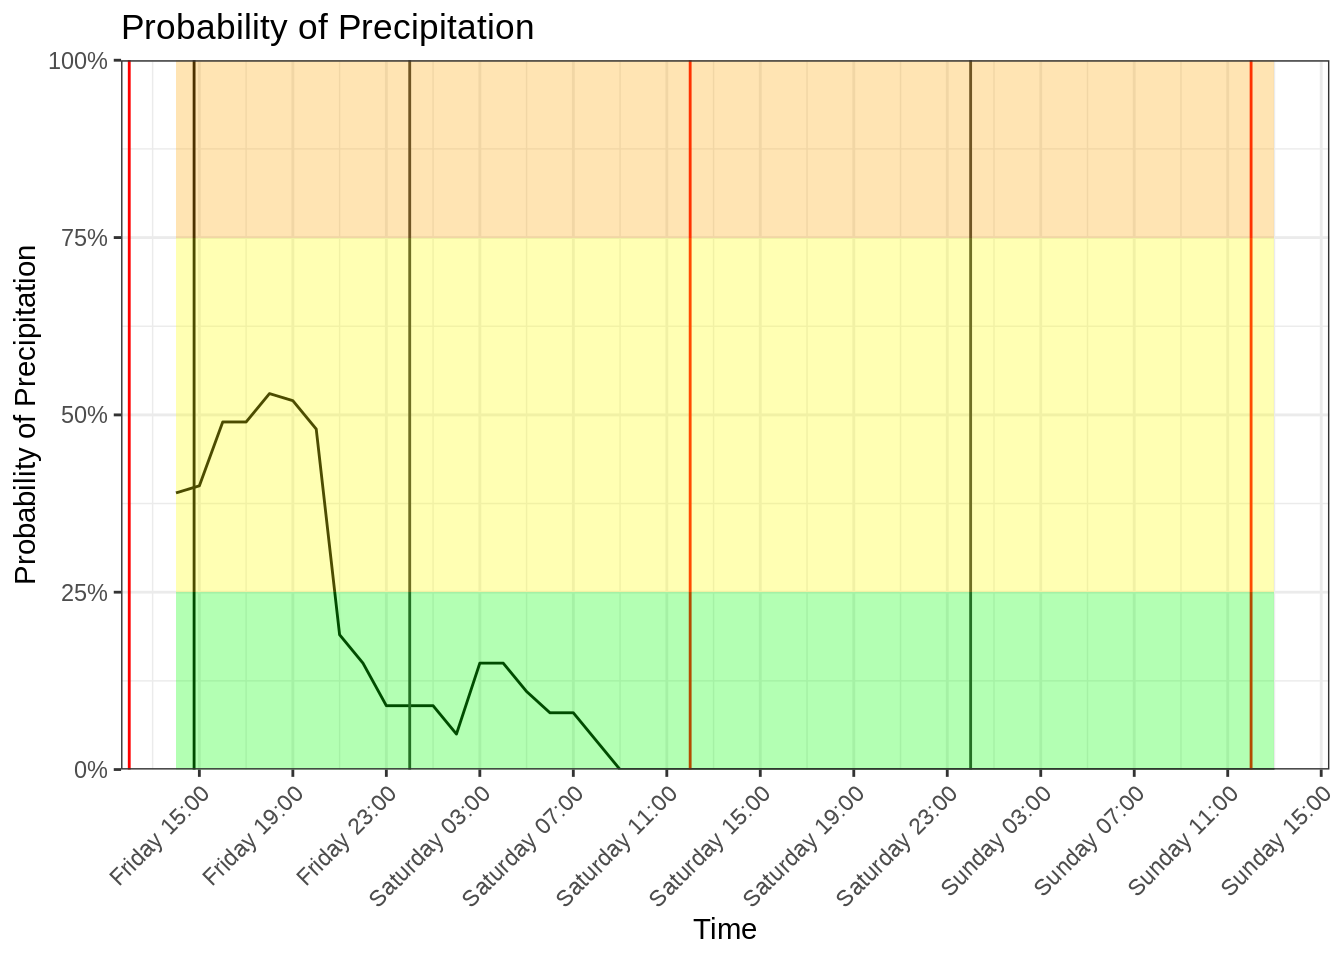 Probability of Precipitation
Probability of Precipitation
100%
75%
50%
25%
0%
Friday 15:00
Friday 19:00
Friday 23:00
Saturday 03:00
Saturday 07:00
Saturday 11:00
Saturday 15:00
Saturday 19:00
Saturday 23:00
Sunday 03:00
Sunday 07:00
Sunday 11:00
Sunday 15:00
Time